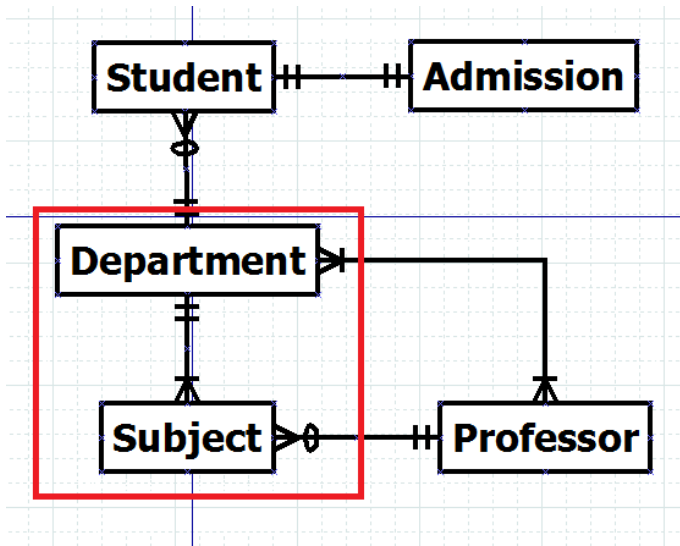 Student
Admission
Department
Subject
Professor